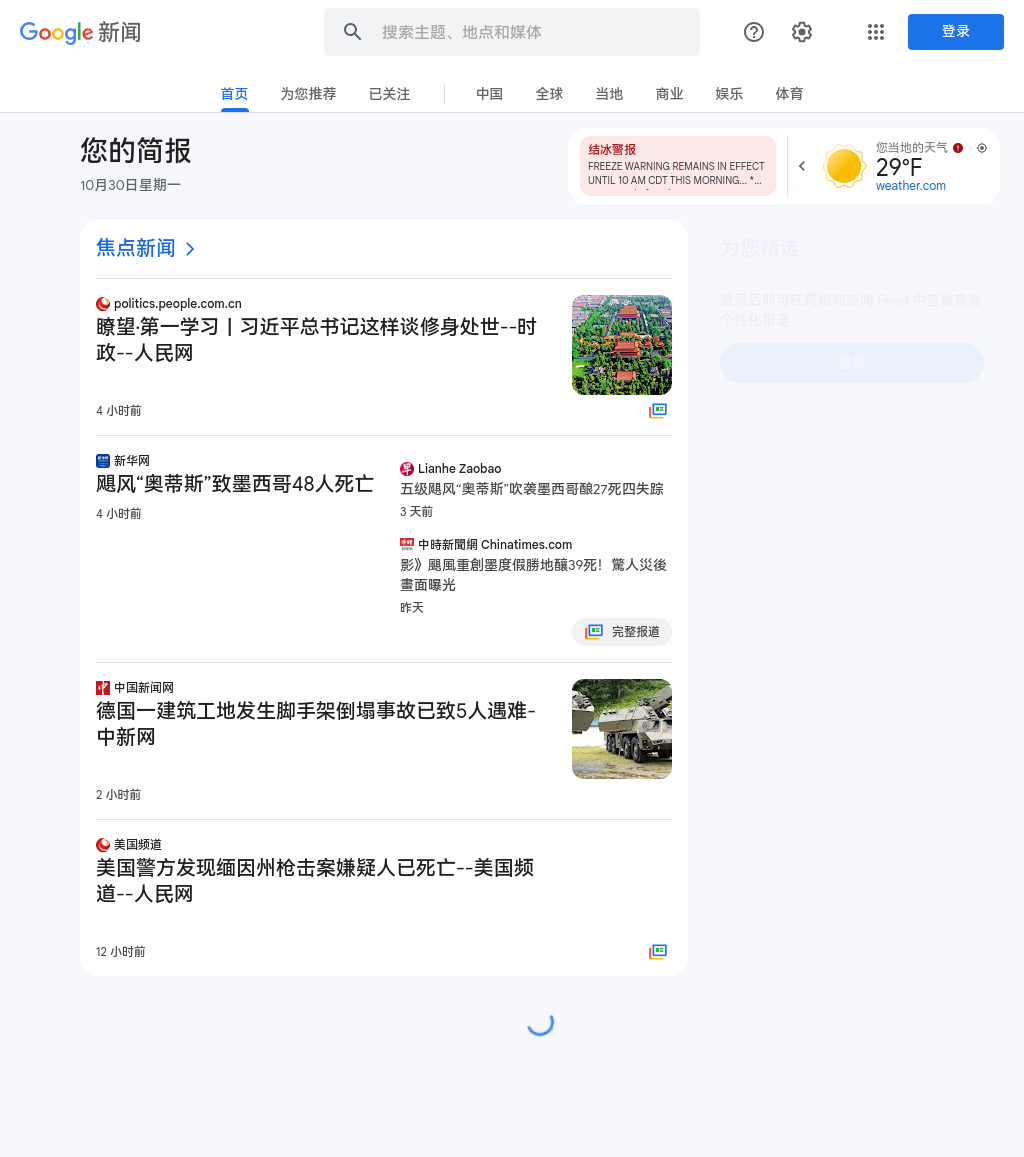 Google 新闻
搜索主题、地点和媒体
登录
首页
为您推荐
已关注
中国
全球
当地
商业
娱乐
体育
您的简报
10月30日星期一
结冰警报
FREEZE WARNING REMAINS IN EFFECT
UNTIL 10 AM CDT THIS MORNING... *…
您当地的天气
29°F
weather.com
焦点新闻
politics.people.com.cn
瞭望·第一学习丨习近平总书记这样谈修身处世--时
政--人民网
4 小时前
新华网
飓风“奥蒂斯”致墨西哥48人死亡
4 小时前
Lianhe Zaobao
五级飓风“奥蒂斯”吹袭墨西哥酿27死四失踪
3 天前
中時新聞網 Chinatimes.com
影》颶風重創墨度假勝地釀39死！驚人災後
畫面曝光
昨天
完整报道
中国新闻网
德国一建筑工地发生脚手架倒塌事故已致5人遇难-
中新网
2 小时前
美国频道
美国警方发现缅因州枪击案嫌疑人已死亡--美国频
道--人民网
12 小时前
为您精选
登录后即可在简报和新闻 Feed 中查看查看
个性化报道
登录